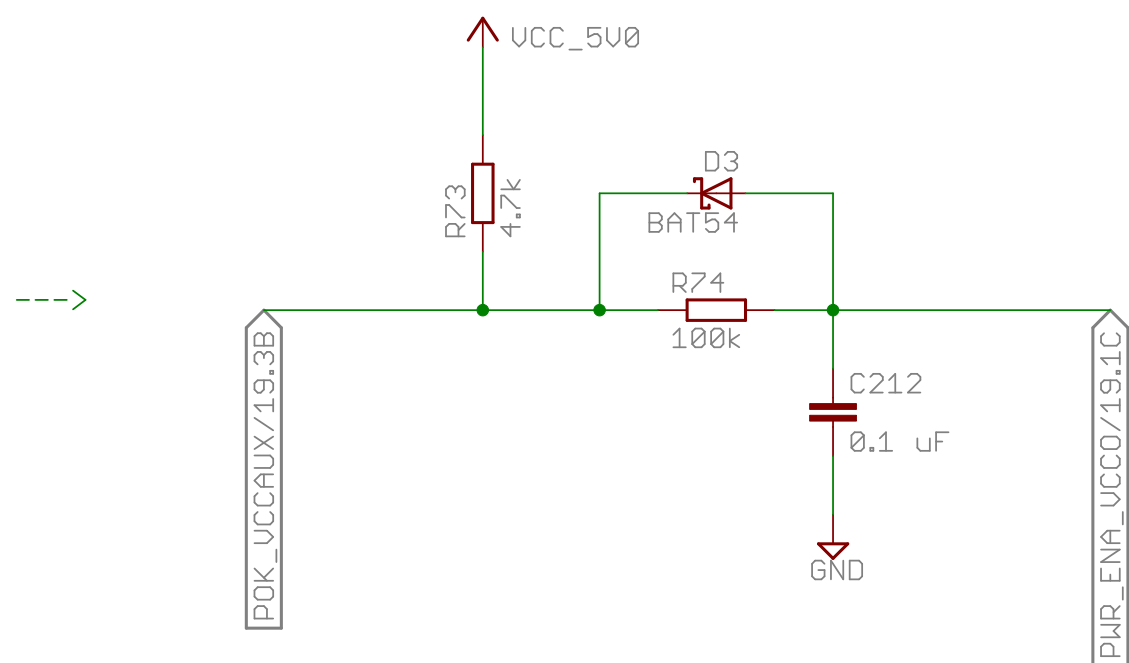 VCC_5V0
D3
BAT54
R73
4.7k
R74
100k
C212
0.1 uF
GND
POK_VCCAUX/19.3B
PWR_ENA_VCCO/19.1C